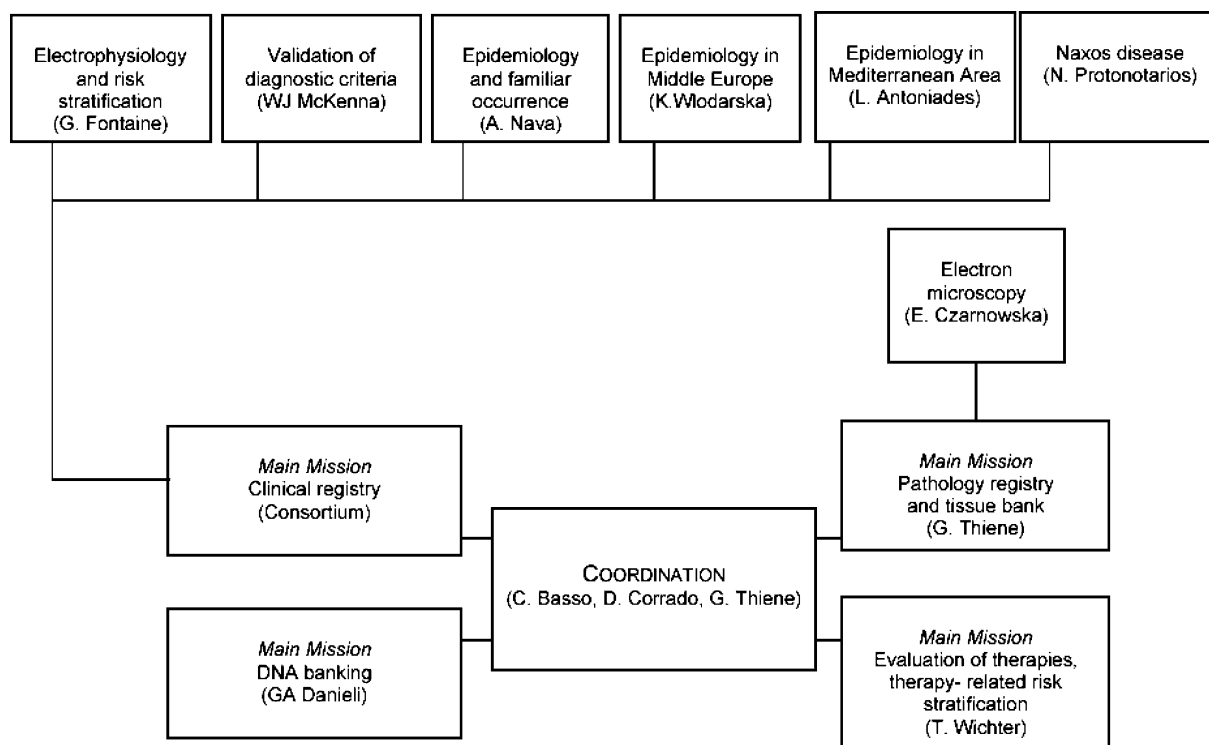 Electrophysiology
and risk
stratification
(G. Fontaine)
Validation of
diagnostic criteria
(WJ McKenna)
Epidemiology
and familiar
occurrence
(A. Nava)
Epidemiology in
Middle Europe
(K.Wlodarska)
Epidemiology in
Mediterranean Area
(L. Antoniades)
Naxos disease
(N. Protonotarios)
Electron
microscopy
(E. Czarnowska)
Main Mission
Clinical registry
(Consortium)
Main Mission
Pathology registry
and tissue bank
(G. Thiene)
COORDINATION
(C. Basso, D. Corrado, G. Thiene)
Main Mission
DNA banking
(GA Danieli)
Main Mission
Evaluation of therapies,
therapy- related risk
stratification
(T. Wichter)